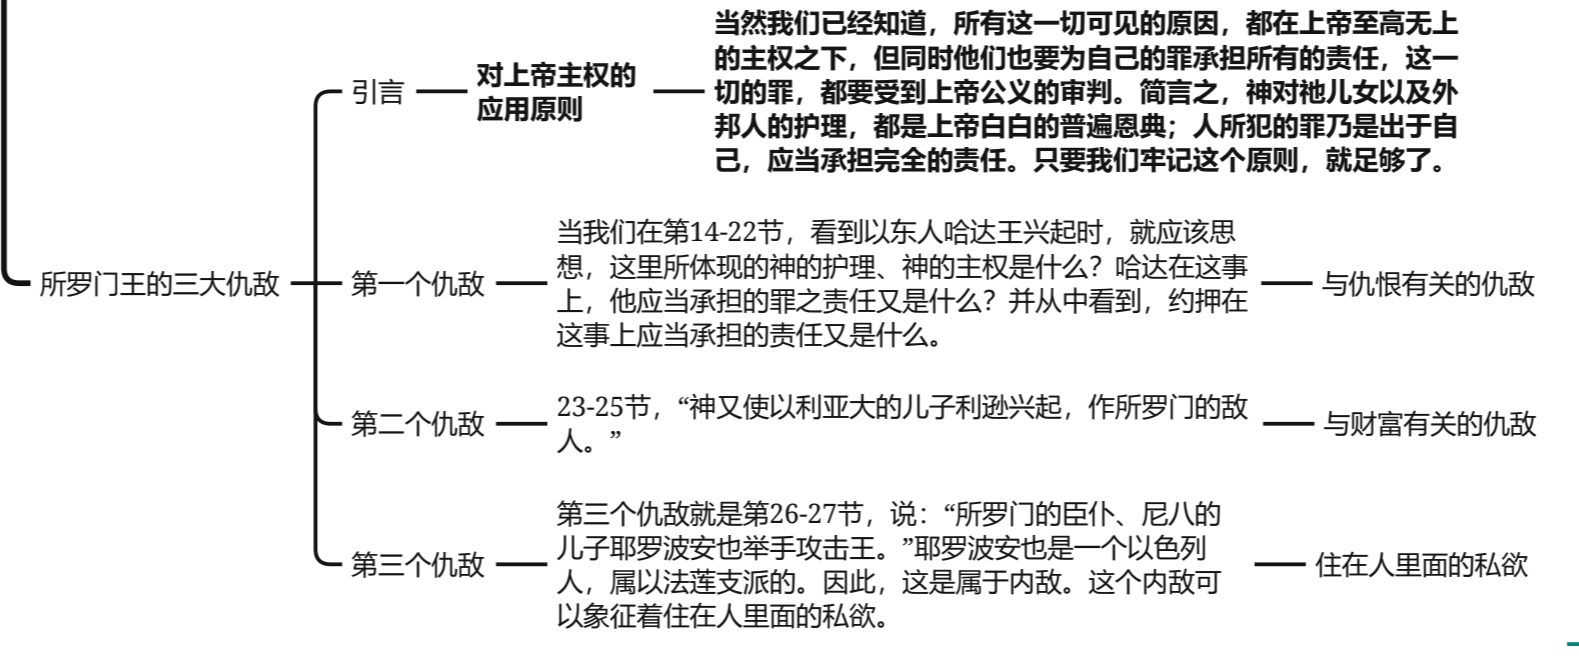 所罗门王的三大仇敌
引言
对上帝主权的
应用原则
当然我们已经知道，所有这一切可见的原因，都在上帝至高无上
的主权之下，但同时他们也要为自己的罪承担所有的责任，这一
切的罪，都要受到上帝公义的审判。简言之，神对祂儿女以及外
邦人的护理，都是上帝白白的普遍恩典；人所犯的罪乃是出于自
己，应当承担完全的责任。只要我们牢记这个原则，就足够了。
第一个仇敌
当我们在第14-22节，看到以东人哈达王兴起时，就应该思
想，这里所体现的神的护理、神的主权是什么？哈达在这事
上，他应当承担的罪之责任又是什么？并从中看到，约押在
这事上应当承担的责任又是什么。
与仇恨有关的仇敌
第二个仇敌
23-25节，“神又使以利亚大的儿子利逊兴起，作所罗门的敌
人。”
与财富有关的仇敌
第三个仇敌
第三个仇敌就是第26-27节，说：“所罗门的臣仆、尼八的
儿子耶罗波安也举手攻击王。”耶罗波安也是一个以色列
人，属以法莲支派的。因此，这是属于内敌。这个内敌可
以象征着住在人里面的私欲。
住在人里面的私欲